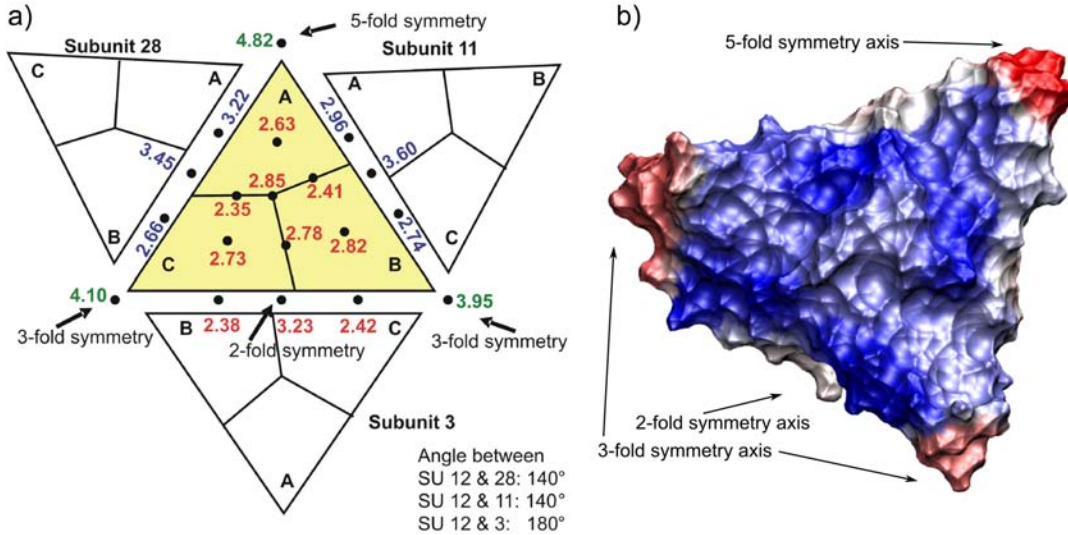 a)
b)
5-fold symmetry
4.82
Subunit 28
Subunit 11
5-fold symmetry axis
C
A
A
A
B
3.22
2.96
2.63
3.45
3.60
2.85
2.41
2.35
2.66
2.78
2.82
2.74
2.73
B
C
B
C
4.10
3.95
3-fold symmetry
B
2.38
3.23
2.42
C
3-fold symmetry
2-fold symmetry
2-fold symmetry axis
3-fold symmetry axis
Subunit 3
A
Angle between
SU 12 & 28: 140°
SU 12 & 11: 140°
SU 12 & 3: 180°